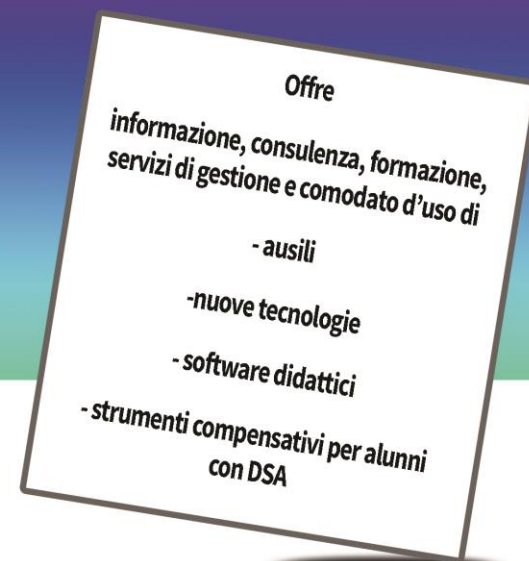 Offre
informazione, consulenza, formazione,
servizi di gestione e comodato d’uso di
- ausili
-nuove tecnologie
- software didattici
- strumenti compensativi per alunni
con DSA